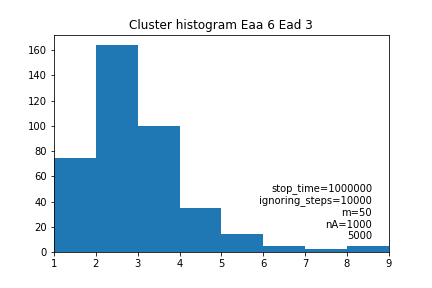 Cluster histogram Eaa 6 Ead 3
160
140
120
100
80
60
40
20
0
stop_time=1000000
ignoring_steps=10000
m=50
nA=1000
5000
1 2 3 4 5 6 7 8 9